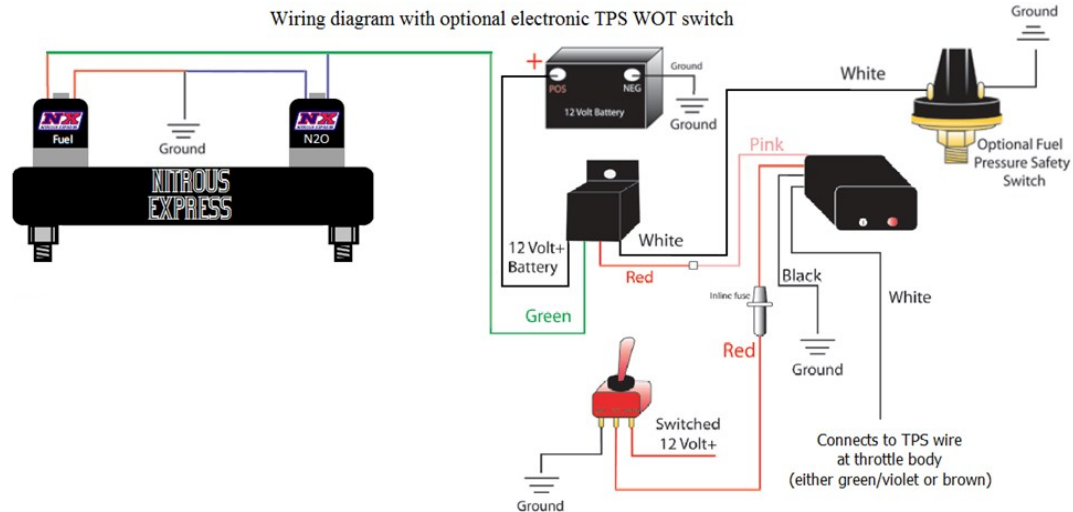 Wiring diagram with optional electronic TPS WOT switch
Ground
White
+
POS
NEG
12 Volt Battery
Ground
Ground
NX
Fuel
NX
N2O
Ground
NITROUS
EXPRESS
Optional Fuel
Pressure Safety
Switch
Pink
12 Volt+
Battery
White
Red
Green
Black
White
Inline fuse
Red
Ground
Switched
12 Volt+
Ground
Connects to TPS wire
at throttle body
(either green/violet or brown)